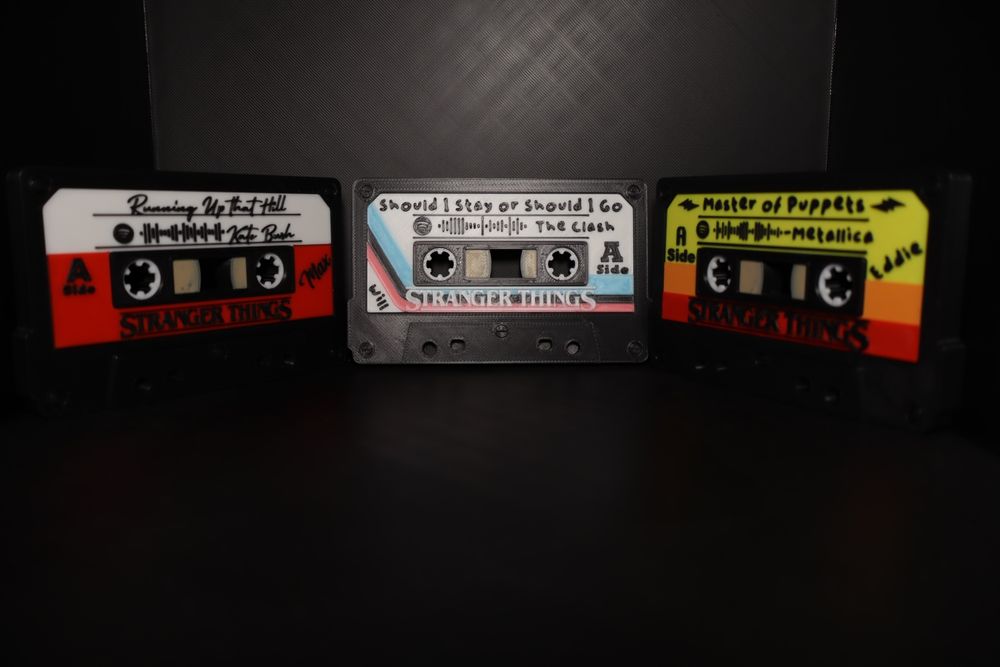 Running Up that Hill
Kate Bush
A
Side
Max
STRANGER THINGS
Should I Stay or Should I Go
The Clash
A
Side
Will
STRANGER THINGS
Master of Puppets
-Metallica
A
Side
Eddie
STRANGER THINGS